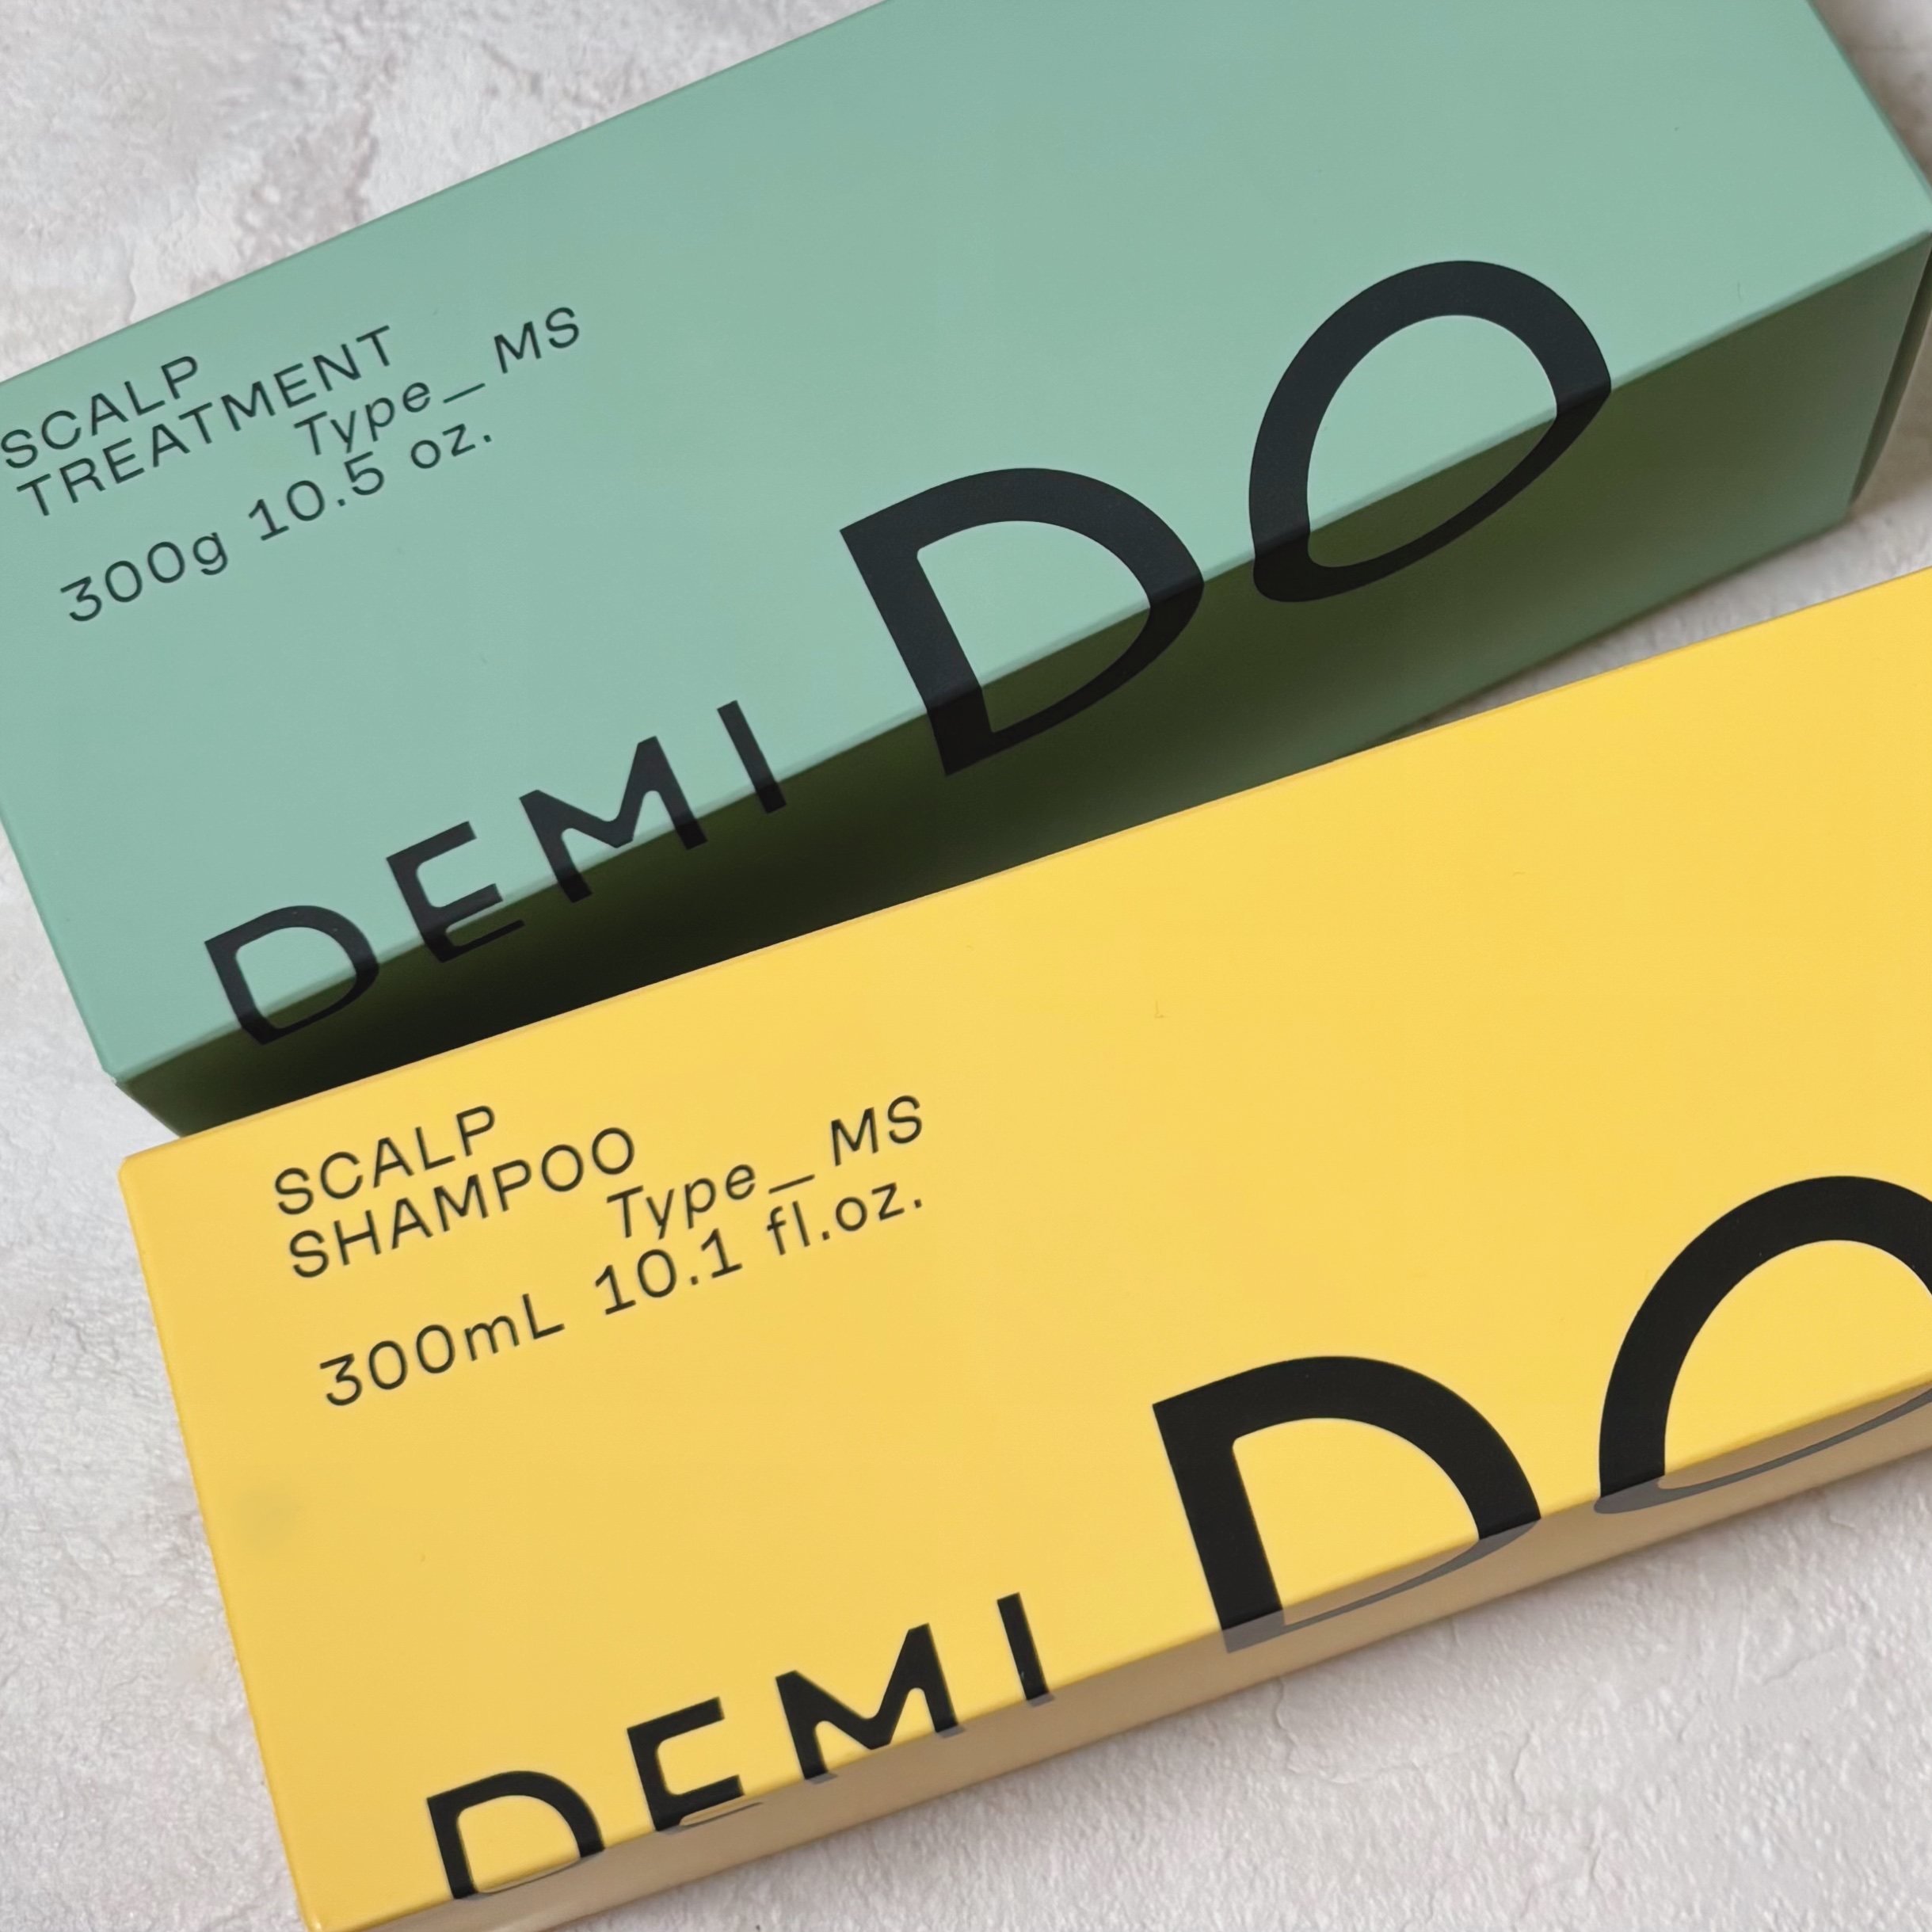 SCALP
TREATMENT
Type_MS
300g 10.5 oz.
DEMI DO
SCALP
SHAMPOO
Type_MS
300mL 10.1 fl.oz.
DEMI DO